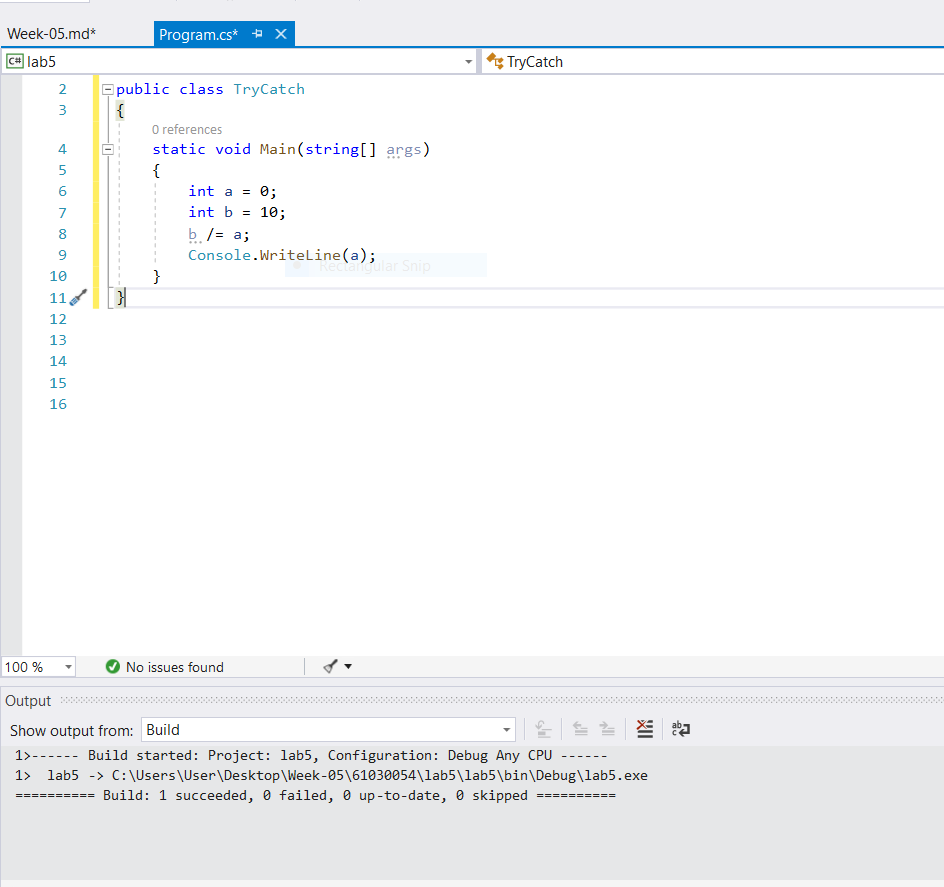 Week-05.md*
Program.cs*
C# lab5
TryCatch
2 public class TryCatch
3 {
0 references
4 static void Main(string[] args)
5 {
6 int a = 0;
7 int b = 10;
8 b /= a;
9 Console.WriteLine(a);
Rectangular Snip
10 }
11 }
12
13
14
15
16
100 %
No issues found
Output
Show output from: Build
1>------ Build started: Project: lab5, Configuration: Debug Any CPU ------
1>  lab5 -> C:\Users\User\Desktop\Week-05\61030054\lab5\lab5\bin\Debug\lab5.exe
========== Build: 1 succeeded, 0 failed, 0 up-to-date, 0 skipped ==========